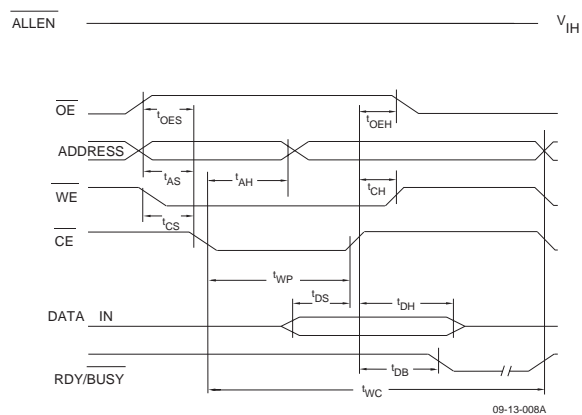 ALLEN VIH
OE
tOES tOEH
ADDRESS
tAS tAH tCH
WE
tCS
CE
tWP
tDS tDH
DATA IN
tDB
RDY/BUSY
tWC
09-13-008A